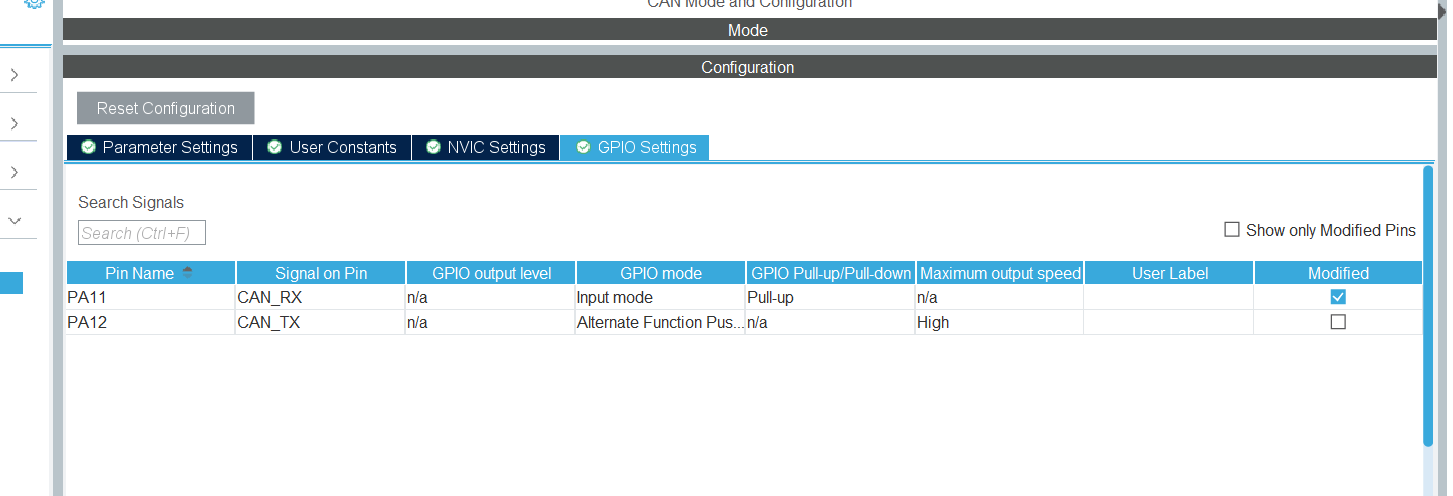 CAN Mode and Configuration
Mode
Configuration
Reset Configuration
Parameter Settings User Constants NVIC Settings GPIO Settings
Search Signals
Search (Ctrl+F)
Show only Modified Pins
Pin Name Signal on Pin GPIO output level GPIO mode GPIO Pull-up/Pull-down Maximum output speed User Label Modified
PA11 CAN_RX n/a Input mode Pull-up n/a
PA12 CAN_TX n/a Alternate Function Pus... n/a High